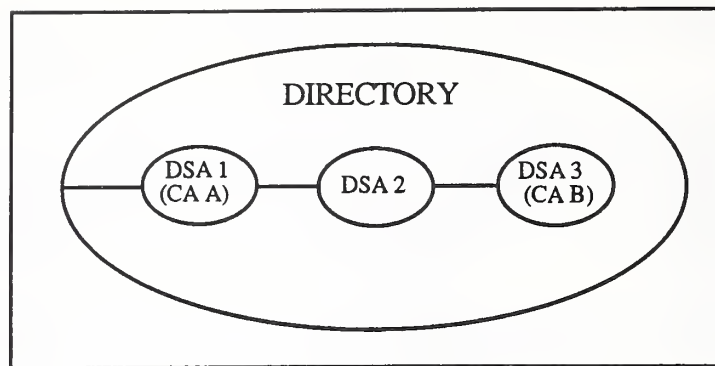 DIRECTORY
DSA 1
(CA A)
DSA 2
DSA 3
(CA B)